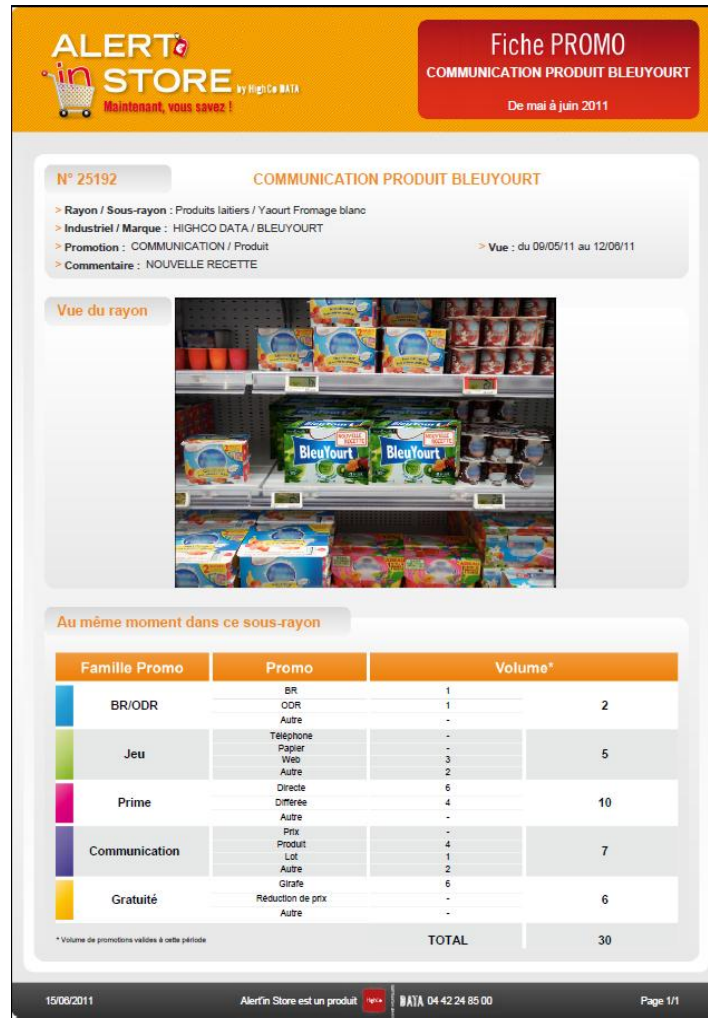 ALERT
in STORE by HighCo DATA
Maintenant, vous savez !
Fiche PROMO
COMMUNICATION PRODUIT BLEUYOURT
De mai à juin 2011
N° 25192
COMMUNICATION PRODUIT BLEUYOURT
> Rayon / Sous-rayon : Produits laitiers / Yaourt Fromage blanc
> Industriel / Marque : HIGHCO DATA / BLEUYOURT
> Promotion : COMMUNICATION / Produit > Vue : du 09/05/11 au 12/06/11
> Commentaire : NOUVELLE RECETTE
Vue du rayon
NOUVELLE RECETTE
BleuYourt
NOUVELLE RECETTE
BleuYourt
Au même moment dans ce sous-rayon
Famille Promo Promo Volume*
BR/ODR
BR 1
ODR 1
Autre -
2
Jeu
Téléphone -
Papier -
Web 3
Autre 2
5
Prime
Directe 6
Différée 4
Autre -
10
Communication
Prix -
Produit 4
Lot 1
Autre 2
7
Gratuité
Girafe 6
Réduction de prix -
Autre -
6
* Volume de promotions valides à cette période
TOTAL 30
15/06/2011 Alert'in Store est un produit HighCo DATA 04 42 24 85 00 Page 1/1